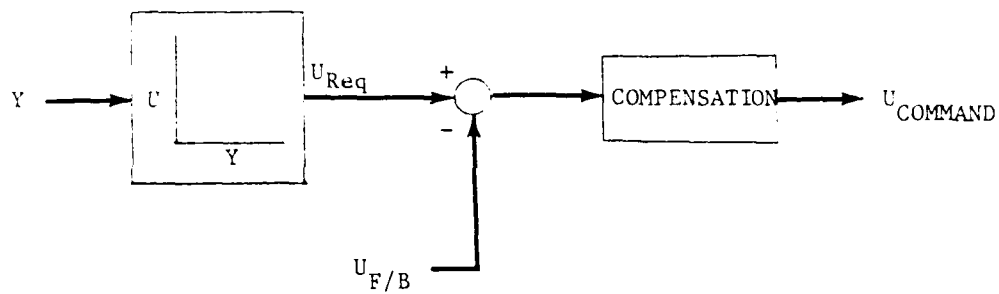 Y
U
Y
U_Req
+
-
U_F/B
COMPENSATION
U_COMMAND